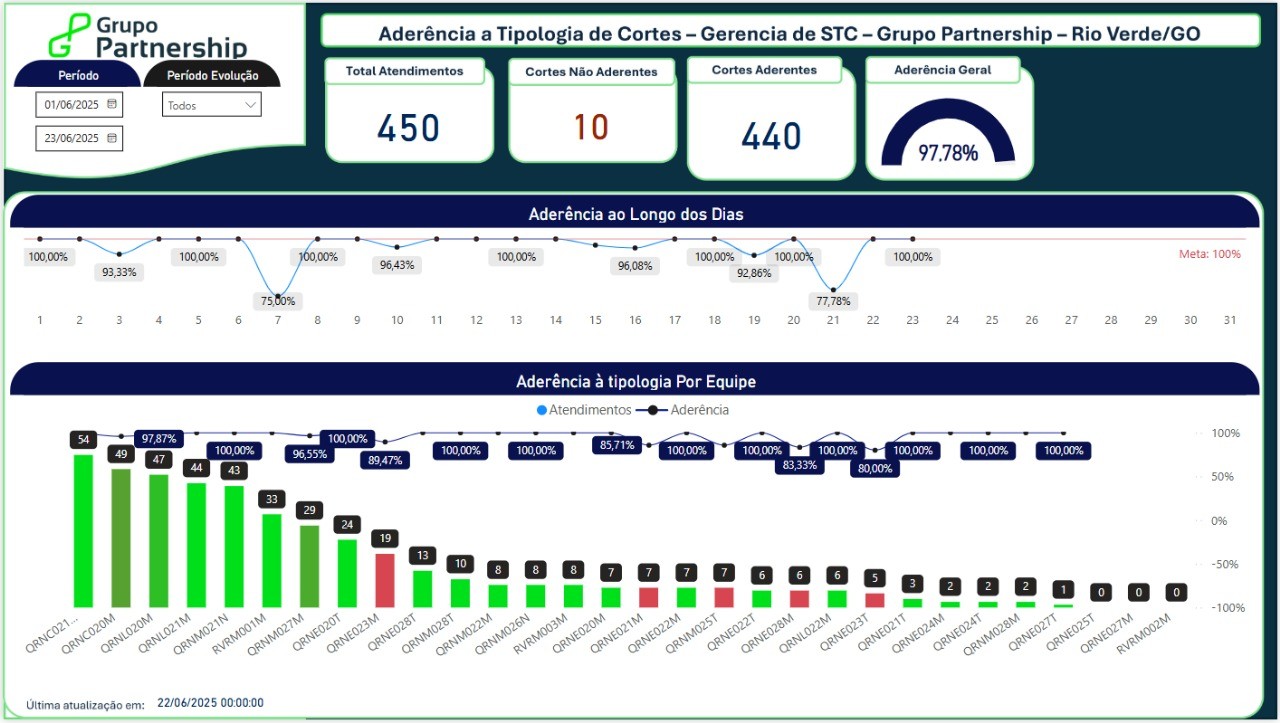 Grupo
Partnership
Aderência a Tipologia de Cortes – Gerencia de STC – Grupo Partnership – Rio Verde/GO
Período
Período Evolução
01/06/2025
Todos
23/06/2025
Total Atendimentos
450
Cortes Não Aderentes
10
Cortes Aderentes
440
Aderência Geral
97,78%
Aderência ao Longo dos Dias
100,00% 93,33% 100,00% 75,00% 100,00% 96,43% 100,00% 96,08% 100,00% 92,86% 100,00% 77,78% 100,00%
Meta: 100%
1 2 3 4 5 6 7 8 9 10 11 12 13 14 15 16 17 18 19 20 21 22 23 24 25 26 27 28 29 30 31
Aderência à tipologia Por Equipe
Atendimentos Aderência
97,87% 100,00% 96,55% 100,00% 89,47% 100,00% 100,00% 85,71% 100,00% 100,00% 83,33% 100,00% 80,00% 100,00% 100,00% 100,00%
54 49 47 44 43 33 29 24 19 13 10 8 8 8 7 7 7 7 6 6 6 5 3 2 2 2 1 0 0 0
100%
50%
0%
-50%
-100%
QRNC021... QRNC020M QRNL020M QRNL021M QRNM021N RVRM001M QRNM027M QRNE020T QRNE023M QRNE028T QRNM028T QRNM022M QRNM026N RVRM003M QRNE020M QRNE021M QRNE022M QRNM025T QRNE022T QRNE028M QRNL022M QRNE023T QRNE021T QRNE024M QRNE024T QRNM028M QRNE027T QRNE025T QRNE027M RVRM002M
Última atualização em: 22/06/2025 00:00:00